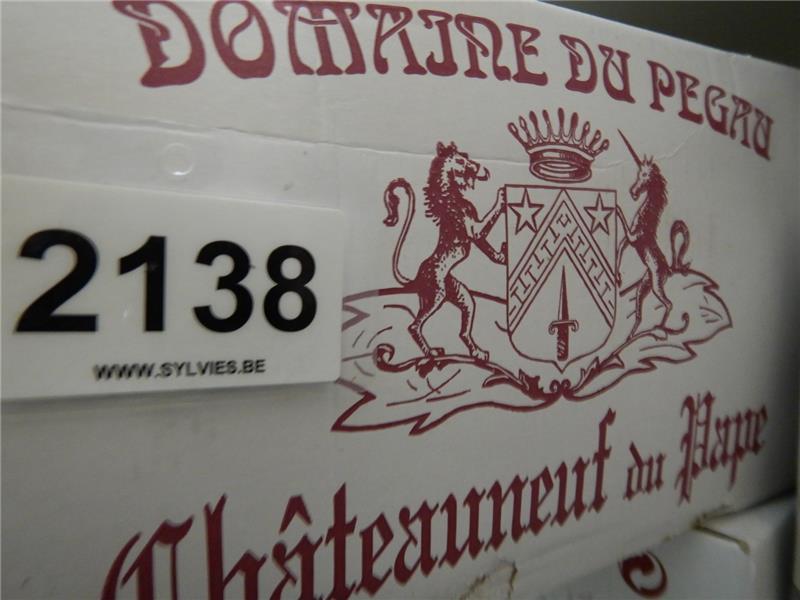 DOMAINE DU PEGAU
2138
WWW.SYLVIES.BE
Châteauneuf du Pape